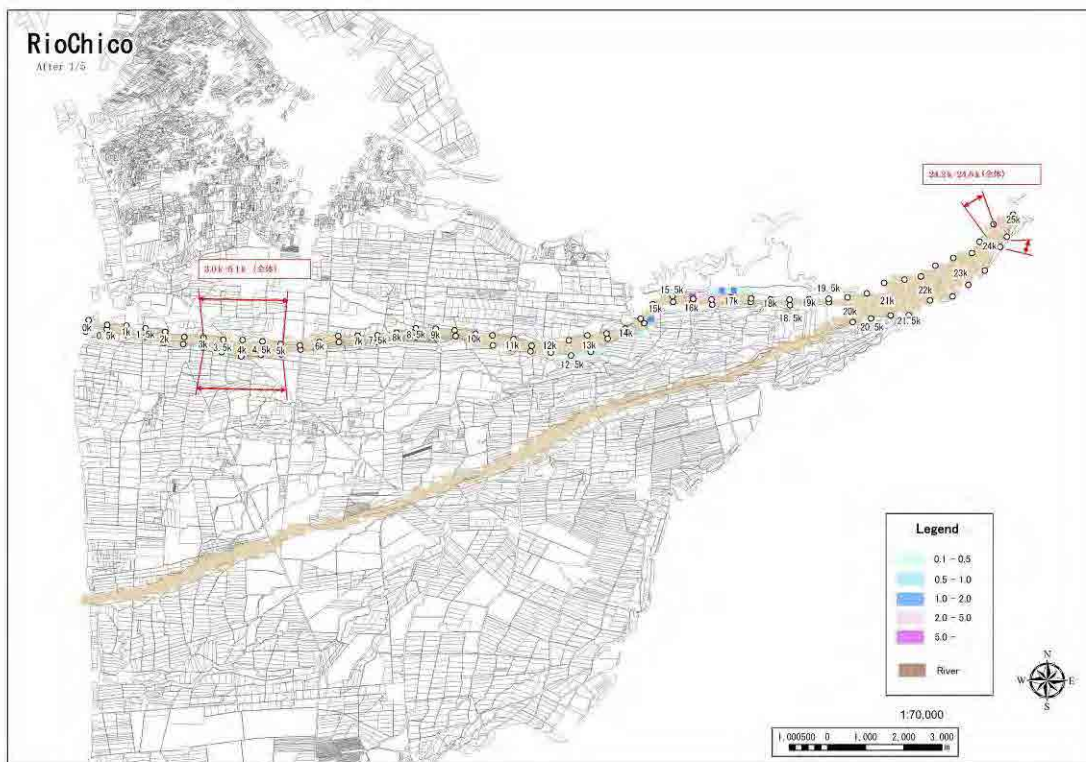 RioChico
After 1/5
24.2k-24.5k(全体)
3.0k-5.1k (全体)
0k
0.5k
1k
1.5k
2k
3k
3.5k
4k
4.5k
5k
6k
7k
7.5k
8k
8.5k
9k
10k
11k
12k
12.5k
13k
14k
15k
15.5k
16k
17k
18k
18.5k
19k
19.5k
20k
20.5k
21k
21.5k
22k
23k
24k
25k
Legend
0.1 - 0.5
0.5 - 1.0
1.0 - 2.0
2.0 - 5.0
5.0 -
River
N
W
E
S
1:70,000
1,000500 0 1,000 2,000 3,000